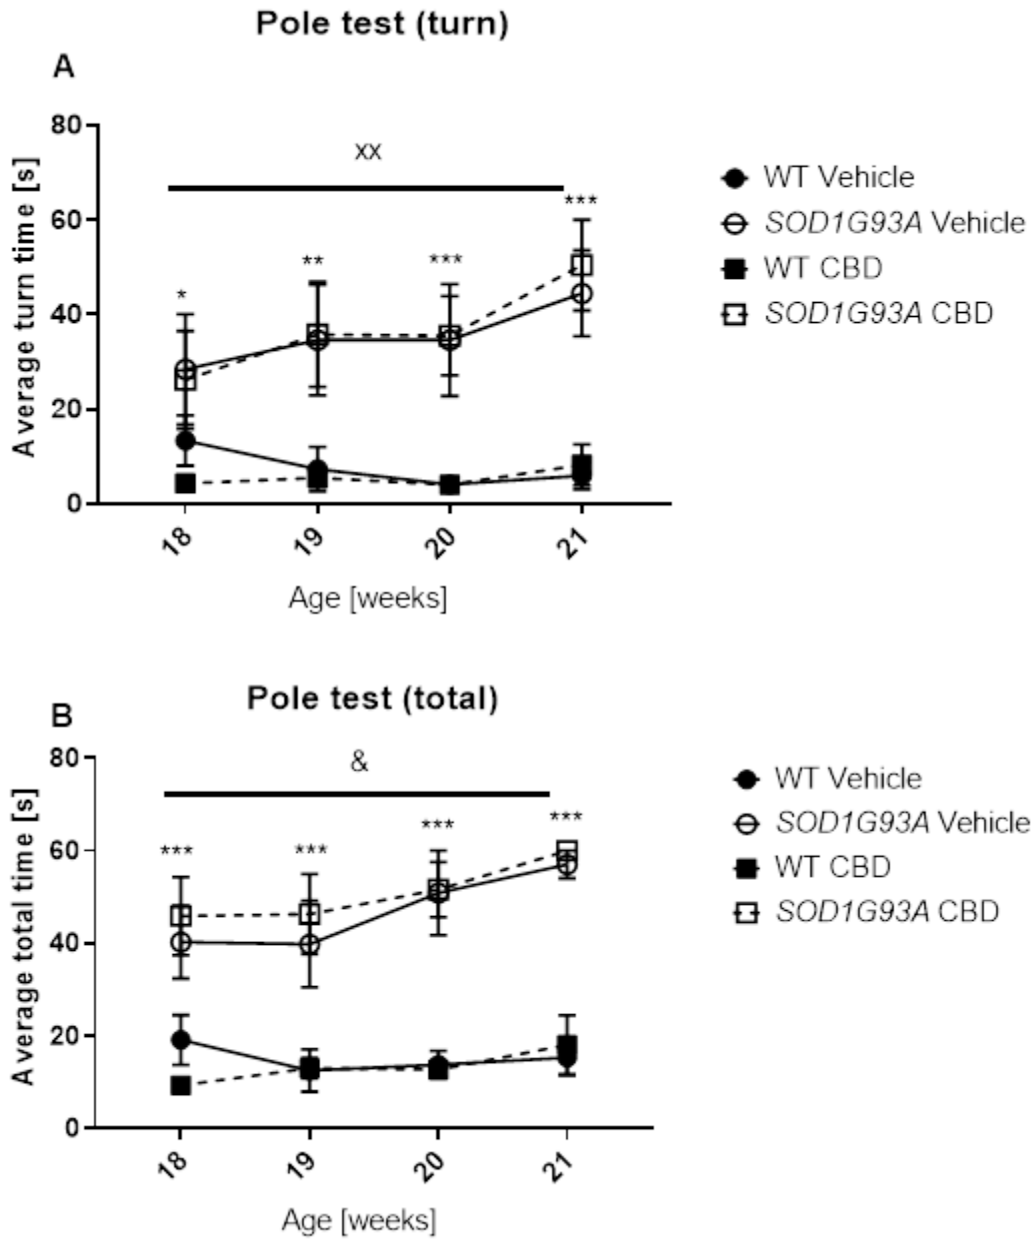 Pole test (turn)
A
80
60
40
20
0
Average turn time [s]
xx
*
**
***
***
18
19
20
21
Age [weeks]
WT Vehicle
SOD1G93A Vehicle
WT CBD
SOD1G93A CBD
Pole test (total)
B
80
60
40
20
0
Average total time [s]
&
***
***
***
***
18
19
20
21
Age [weeks]
WT Vehicle
SOD1G93A Vehicle
WT CBD
SOD1G93A CBD